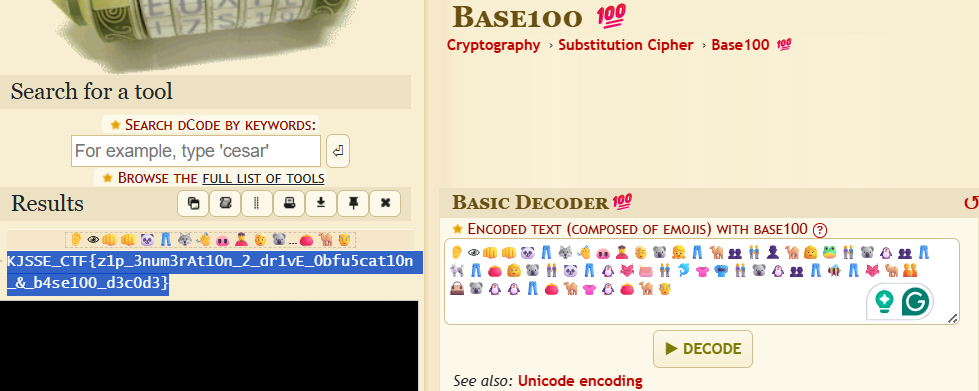 BASE100 💯
Cryptography › Substitution Cipher › Base100 💯
Search for a tool
★ SEARCH DCODE BY KEYWORDS:
For example, type 'cesar'
★ BROWSE THE FULL LIST OF TOOLS
Results
KJSSE_CTF{z1p_3num3rAt10n_2_dr1vE_0bfu5cat10n
_&_b4se100_d3c0d3}
BASIC DECODER 💯
★ ENCODED TEXT (COMPOSED OF EMOJIS) WITH BASE100 ?
▶ DECODE
See also: Unicode encoding